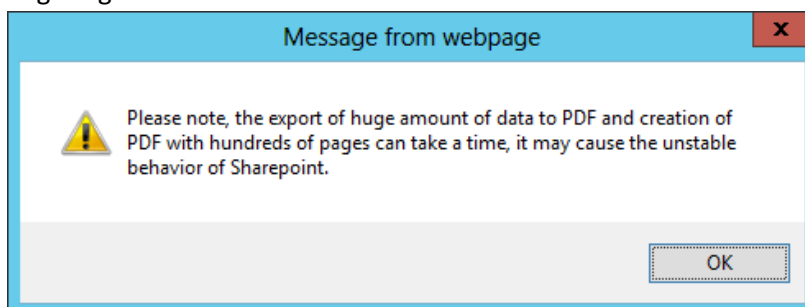 Message from webpage
x
Please note, the export of huge amount of data to PDF and creation of
PDF with hundreds of pages can take a time, it may cause the unstable
behavior of Sharepoint.
OK